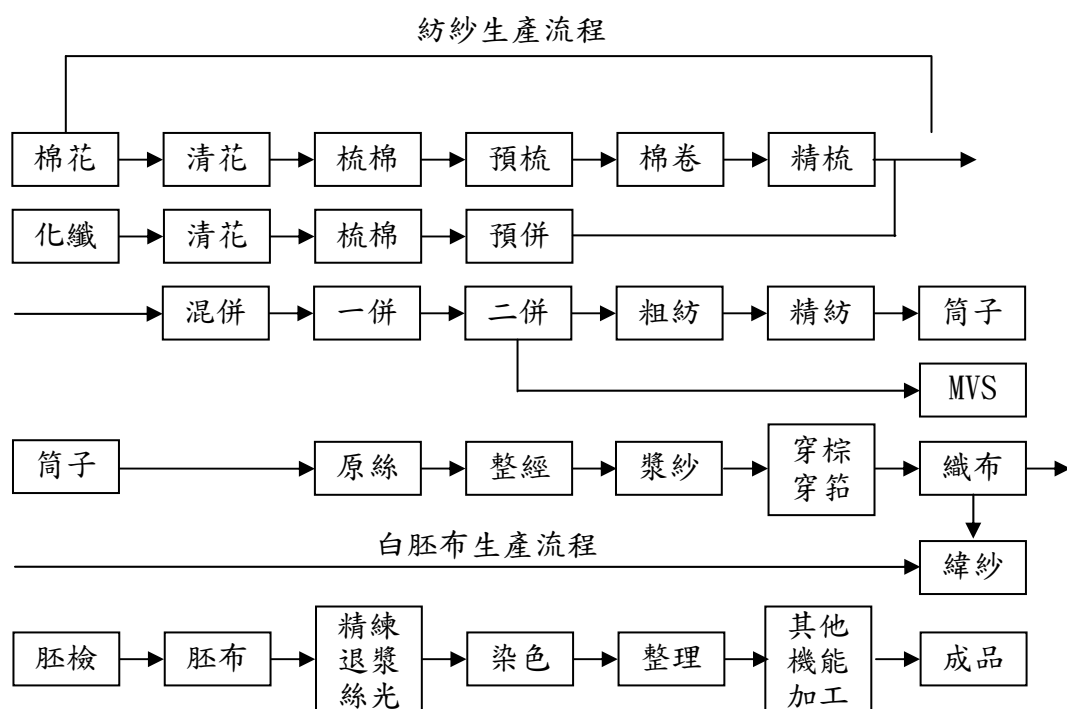 紡紗生產流程
棉花 清花 梳棉 預梳 棉卷 精梳
化纖 清花 梳棉 預併
混併 一併 二併 粗紡 精紡 筒子
MVS
筒子 原絲 整經 漿紗 穿棕 織布
穿筘
白胚布生產流程
緯紗
胚檢 胚布 精練 染色 整理 其他 成品
退漿 機能
絲光 加工